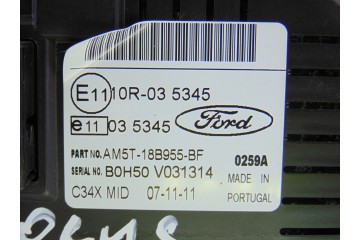 E11 10R-03 5345
e11 03 5345
Ford
PART NO. AM5T-18B955-BF 0259A
SERIAL NO. B0H50 V031314 MADE IN
C34X MID 07-11-11 PORTUGAL